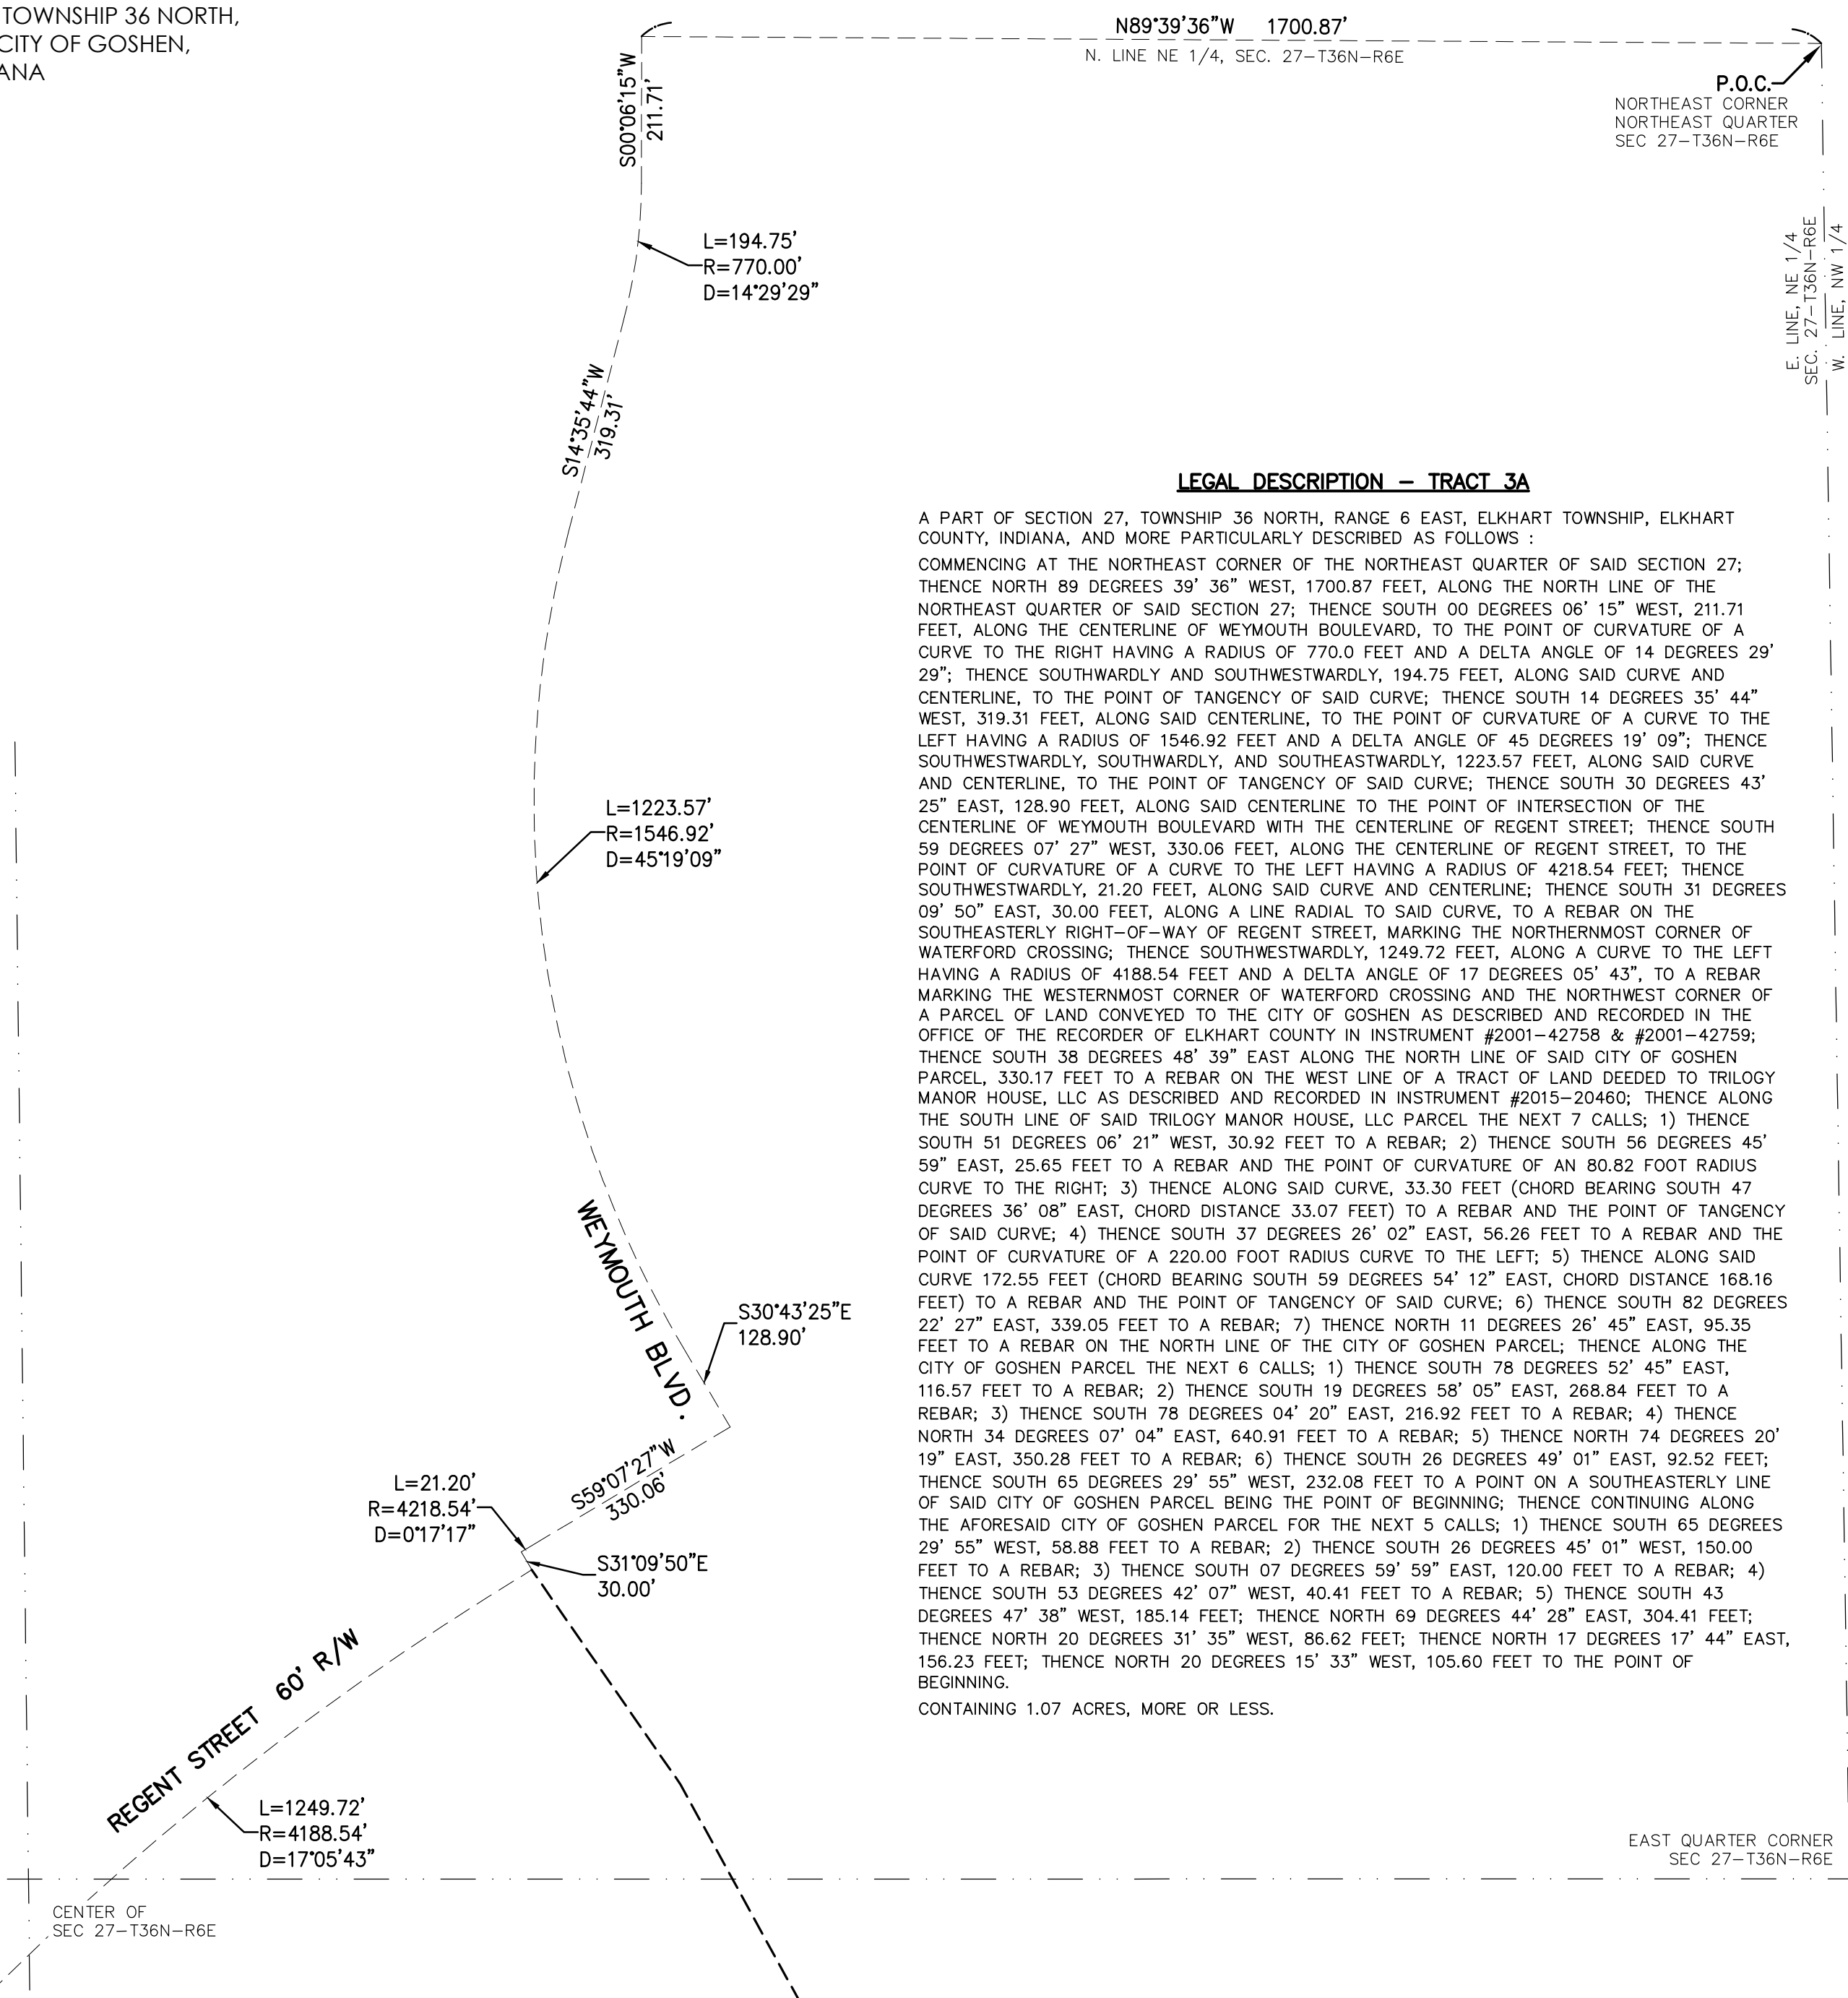 TOWNSHIP 36 NORTH,
CITY OF GOSHEN,
ANA
N89°39'36"W 1700.87'
N. LINE NE 1/4, SEC. 27-T36N-R6E
P.O.C.
NORTHEAST CORNER
NORTHEAST QUARTER
SEC 27-T36N-R6E
S00°06'15"W
211.71'
L=194.75'
R=770.00'
D=14°29'29"
E. LINE, NE 1/4
SEC. 27-T36N-R6E
W. LINE, NW 1/4
S14°35'44"W
319.31'
LEGAL DESCRIPTION - TRACT 3A
A PART OF SECTION 27, TOWNSHIP 36 NORTH, RANGE 6 EAST, ELKHART TOWNSHIP, ELKHART
COUNTY, INDIANA, AND MORE PARTICULARLY DESCRIBED AS FOLLOWS :
COMMENCING AT THE NORTHEAST CORNER OF THE NORTHEAST QUARTER OF SAID SECTION 27;
THENCE NORTH 89 DEGREES 39' 36" WEST, 1700.87 FEET, ALONG THE NORTH LINE OF THE
NORTHEAST QUARTER OF SAID SECTION 27; THENCE SOUTH 00 DEGREES 06' 15" WEST, 211.71
FEET, ALONG THE CENTERLINE OF WEYMOUTH BOULEVARD, TO THE POINT OF CURVATURE OF A
CURVE TO THE RIGHT HAVING A RADIUS OF 770.0 FEET AND A DELTA ANGLE OF 14 DEGREES 29'
29"; THENCE SOUTHWARDLY AND SOUTHWESTWARDLY, 194.75 FEET, ALONG SAID CURVE AND
CENTERLINE, TO THE POINT OF TANGENCY OF SAID CURVE; THENCE SOUTH 14 DEGREES 35' 44"
WEST, 319.31 FEET, ALONG SAID CENTERLINE, TO THE POINT OF CURVATURE OF A CURVE TO THE
LEFT HAVING A RADIUS OF 1546.92 FEET AND A DELTA ANGLE OF 45 DEGREES 19' 09"; THENCE
SOUTHWESTWARDLY, SOUTHWARDLY, AND SOUTHEASTWARDLY, 1223.57 FEET, ALONG SAID CURVE
AND CENTERLINE, TO THE POINT OF TANGENCY OF SAID CURVE; THENCE SOUTH 30 DEGREES 43'
25" EAST, 128.90 FEET, ALONG SAID CENTERLINE TO THE POINT OF INTERSECTION OF THE
CENTERLINE OF WEYMOUTH BOULEVARD WITH THE CENTERLINE OF REGENT STREET; THENCE SOUTH
59 DEGREES 07' 27" WEST, 330.06 FEET, ALONG THE CENTERLINE OF REGENT STREET, TO THE
POINT OF CURVATURE OF A CURVE TO THE LEFT HAVING A RADIUS OF 4218.54 FEET; THENCE
SOUTHWESTWARDLY, 21.20 FEET, ALONG SAID CURVE AND CENTERLINE; THENCE SOUTH 31 DEGREES
09' 50" EAST, 30.00 FEET, ALONG A LINE RADIAL TO SAID CURVE, TO A REBAR ON THE
SOUTHEASTERLY RIGHT-OF-WAY OF REGENT STREET, MARKING THE NORTHERNMOST CORNER OF
WATERFORD CROSSING; THENCE SOUTHWESTWARDLY, 1249.72 FEET, ALONG A CURVE TO THE LEFT
HAVING A RADIUS OF 4188.54 FEET AND A DELTA ANGLE OF 17 DEGREES 05' 43", TO A REBAR
MARKING THE WESTERNMOST CORNER OF WATERFORD CROSSING AND THE NORTHWEST CORNER OF
A PARCEL OF LAND CONVEYED TO THE CITY OF GOSHEN AS DESCRIBED AND RECORDED IN THE
OFFICE OF THE RECORDER OF ELKHART COUNTY IN INSTRUMENT #2001-42758 & #2001-42759;
THENCE SOUTH 38 DEGREES 48' 39" EAST ALONG THE NORTH LINE OF SAID CITY OF GOSHEN
PARCEL, 330.17 FEET TO A REBAR ON THE WEST LINE OF A TRACT OF LAND DEEDED TO TRILOGY
MANOR HOUSE, LLC AS DESCRIBED AND RECORDED IN INSTRUMENT #2015-20460; THENCE ALONG
THE SOUTH LINE OF SAID TRILOGY MANOR HOUSE, LLC PARCEL THE NEXT 7 CALLS; 1) THENCE
SOUTH 51 DEGREES 06' 21" WEST, 30.92 FEET TO A REBAR; 2) THENCE SOUTH 56 DEGREES 45'
59" EAST, 25.65 FEET TO A REBAR AND THE POINT OF CURVATURE OF AN 80.82 FOOT RADIUS
CURVE TO THE RIGHT; 3) THENCE ALONG SAID CURVE, 33.30 FEET (CHORD BEARING SOUTH 47
DEGREES 36' 08" EAST, CHORD DISTANCE 33.07 FEET) TO A REBAR AND THE POINT OF TANGENCY
OF SAID CURVE; 4) THENCE SOUTH 37 DEGREES 26' 02" EAST, 56.26 FEET TO A REBAR AND THE
POINT OF CURVATURE OF A 220.00 FOOT RADIUS CURVE TO THE LEFT; 5) THENCE ALONG SAID
CURVE 172.55 FEET (CHORD BEARING SOUTH 59 DEGREES 54' 12" EAST, CHORD DISTANCE 168.16
FEET) TO A REBAR AND THE POINT OF TANGENCY OF SAID CURVE; 6) THENCE SOUTH 82 DEGREES
22' 27" EAST, 339.05 FEET TO A REBAR; 7) THENCE NORTH 11 DEGREES 26' 45" EAST, 95.35
FEET TO A REBAR ON THE NORTH LINE OF THE CITY OF GOSHEN PARCEL; THENCE ALONG THE
CITY OF GOSHEN PARCEL THE NEXT 6 CALLS; 1) THENCE SOUTH 78 DEGREES 52' 45" EAST,
116.57 FEET TO A REBAR; 2) THENCE SOUTH 19 DEGREES 58' 05" EAST, 268.84 FEET TO A
REBAR; 3) THENCE SOUTH 78 DEGREES 04' 20" EAST, 216.92 FEET TO A REBAR; 4) THENCE
NORTH 34 DEGREES 07' 04" EAST, 640.91 FEET TO A REBAR; 5) THENCE NORTH 74 DEGREES 20'
19" EAST, 350.28 FEET TO A REBAR; 6) THENCE SOUTH 26 DEGREES 49' 01" EAST, 92.52 FEET;
THENCE SOUTH 65 DEGREES 29' 55" WEST, 232.08 FEET TO A POINT ON A SOUTHEASTERLY LINE
OF SAID CITY OF GOSHEN PARCEL BEING THE POINT OF BEGINNING; THENCE CONTINUING ALONG
THE AFORESAID CITY OF GOSHEN PARCEL FOR THE NEXT 5 CALLS; 1) THENCE SOUTH 65 DEGREES
29' 55" WEST, 58.88 FEET TO A REBAR; 2) THENCE SOUTH 26 DEGREES 45' 01" WEST, 150.00
FEET TO A REBAR; 3) THENCE SOUTH 07 DEGREES 59' 59" EAST, 120.00 FEET TO A REBAR; 4)
THENCE SOUTH 53 DEGREES 42' 07" WEST, 40.41 FEET TO A REBAR; 5) THENCE SOUTH 43
DEGREES 47' 38" WEST, 185.14 FEET; THENCE NORTH 69 DEGREES 44' 28" EAST, 304.41 FEET;
THENCE NORTH 20 DEGREES 31' 35" WEST, 86.62 FEET; THENCE NORTH 17 DEGREES 17' 44" EAST,
156.23 FEET; THENCE NORTH 20 DEGREES 15' 33" WEST, 105.60 FEET TO THE POINT OF
BEGINNING.
CONTAINING 1.07 ACRES, MORE OR LESS.
L=1223.57'
R=1546.92'
D=45°19'09"
WEYMOUTH BLVD.
S30°43'25"E
128.90'
S59°07'27"W
330.06'
L=21.20'
R=4218.54'
D=0°17'17"
S31°09'50"E
30.00'
REGENT STREET 60' R/W
L=1249.72'
R=4188.54'
D=17°05'43"
EAST QUARTER CORNER
SEC 27-T36N-R6E
CENTER OF
SEC 27-T36N-R6E